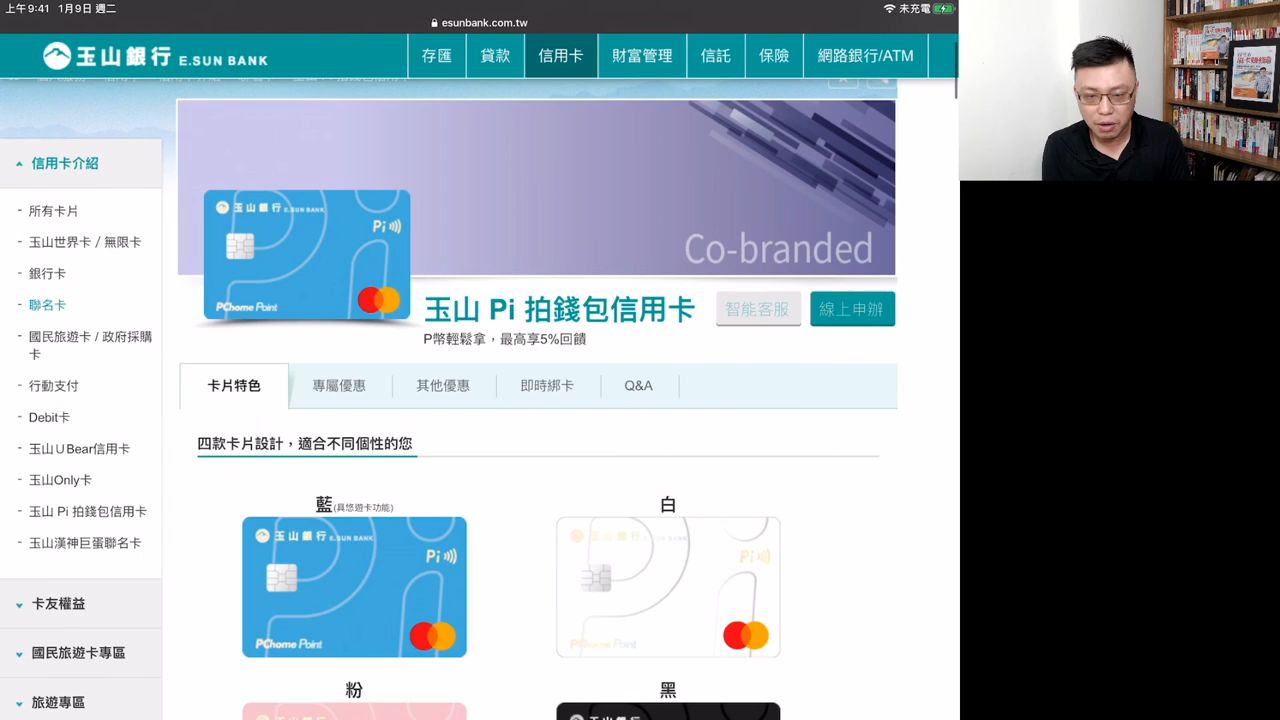 上午9:41 1月9日 週二
未充電
esunbank.com.tw
玉山銀行 E.SUN BANK
存匯
貸款
信用卡
財富管理
信託
保險
網路銀行/ATM
信用卡介紹
- 所有卡片
- 玉山世界卡 / 無限卡
- 銀行卡
- 聯名卡
- 國民旅遊卡 / 政府採購
卡
- 行動支付
- Debit卡
- 玉山U Bear信用卡
- 玉山Only卡
- 玉山 Pi 拍錢包信用卡
- 玉山漢神巨蛋聯名卡
卡友權益
國民旅遊卡專區
旅遊專區
Co-branded
玉山銀行 E.SUN BANK
Pi
PChome Point
玉山 Pi 拍錢包信用卡
智能客服
線上申辦
P幣輕鬆拿,最高享5%回饋
卡片特色
專屬優惠
其他優惠
即時綁卡
Q&A
四款卡片設計,適合不同個性的您
藍(具悠遊卡功能)
白
玉山銀行 E.SUN BANK
Pi
PChome Point
玉山銀行 E.SUN BANK
Pi
PChome Point
粉
黑